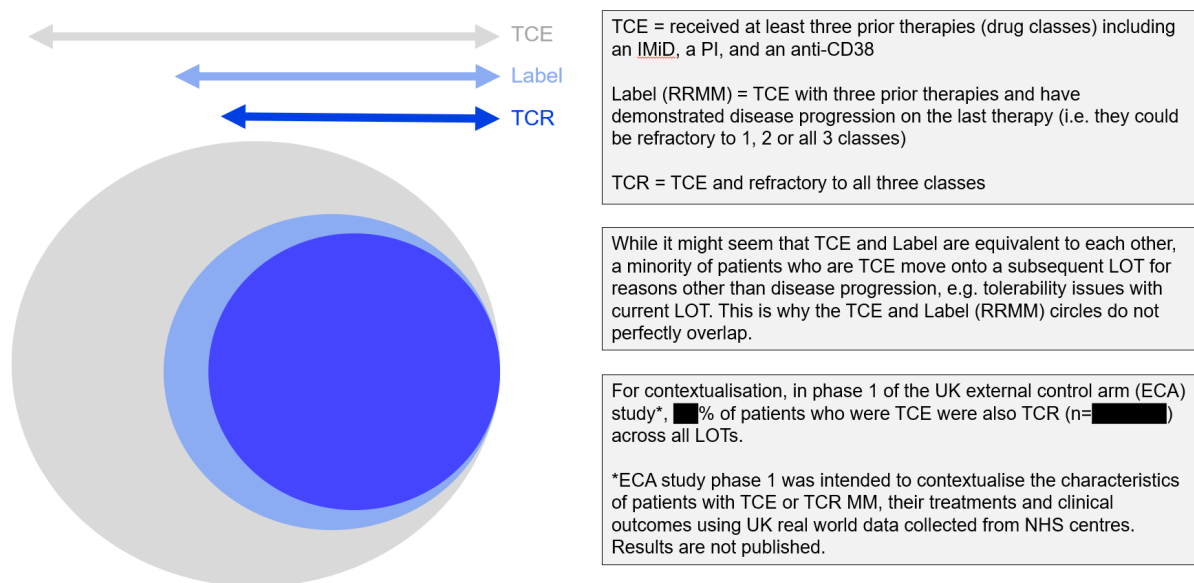 TCE
Label
TCR
TCE = received at least three prior therapies (drug classes) including
an IMiD, a PI, and an anti-CD38
Label (RRMM) = TCE with three prior therapies and have
demonstrated disease progression on the last therapy (i.e. they could
be refractory to 1, 2 or all 3 classes)
TCR = TCE and refractory to all three classes
While it might seem that TCE and Label are equivalent to each other,
a minority of patients who are TCE move onto a subsequent LOT for
reasons other than disease progression, e.g. tolerability issues with
current LOT. This is why the TCE and Label (RRMM) circles do not
perfectly overlap.
For contextualisation, in phase 1 of the UK external control arm (ECA)
study*, % of patients who were TCE were also TCR (n= )
across all LOTs.
*ECA study phase 1 was intended to contextualise the characteristics
of patients with TCE or TCR MM, their treatments and clinical
outcomes using UK real world data collected from NHS centres.
Results are not published.